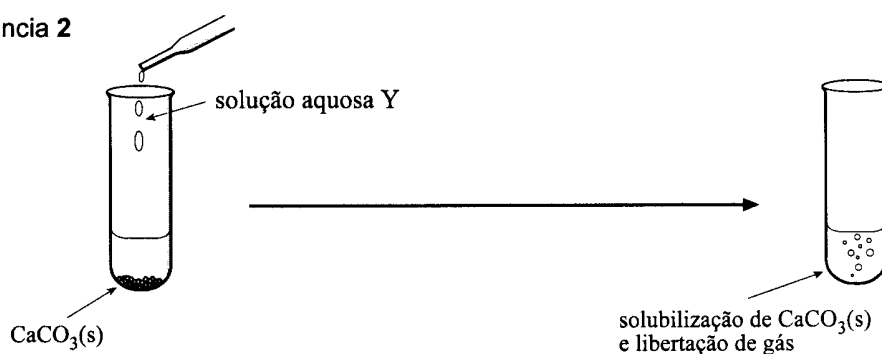 ncia 2
solução aquosa Y
CaCO₃(s)
solubilização de CaCO₃(s)
e libertação de gás